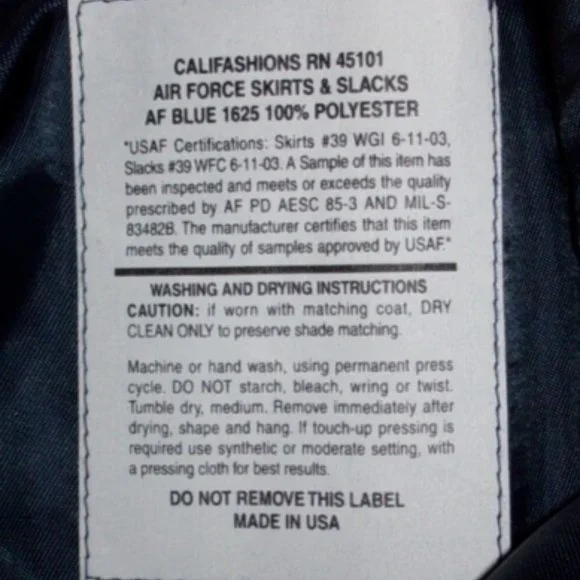 CALIFASHIONS RN 45101
AIR FORCE SKIRTS & SLACKS
AF BLUE 1625 100% POLYESTER
"USAF Certifications: Skirts #39 WGI 6-11-03,
Slacks #39 WFC 6-11-03. A Sample of this item has
been inspected and meets or exceeds the quality
prescribed by AF PD AESC 85-3 AND MIL-S-
83482B. The manufacturer certifies that this item
meets the quality of samples approved by USAF."
WASHING AND DRYING INSTRUCTIONS
CAUTION: if worn with matching coat, DRY
CLEAN ONLY to preserve shade matching.
Machine or hand wash, using permanent press
cycle. DO NOT starch, bleach, wring or twist.
Tumble dry, medium. Remove immediately after
drying, shape and hang. If touch-up pressing is
required use synthetic or moderate setting, with
a pressing cloth for best results.
DO NOT REMOVE THIS LABEL
MADE IN USA